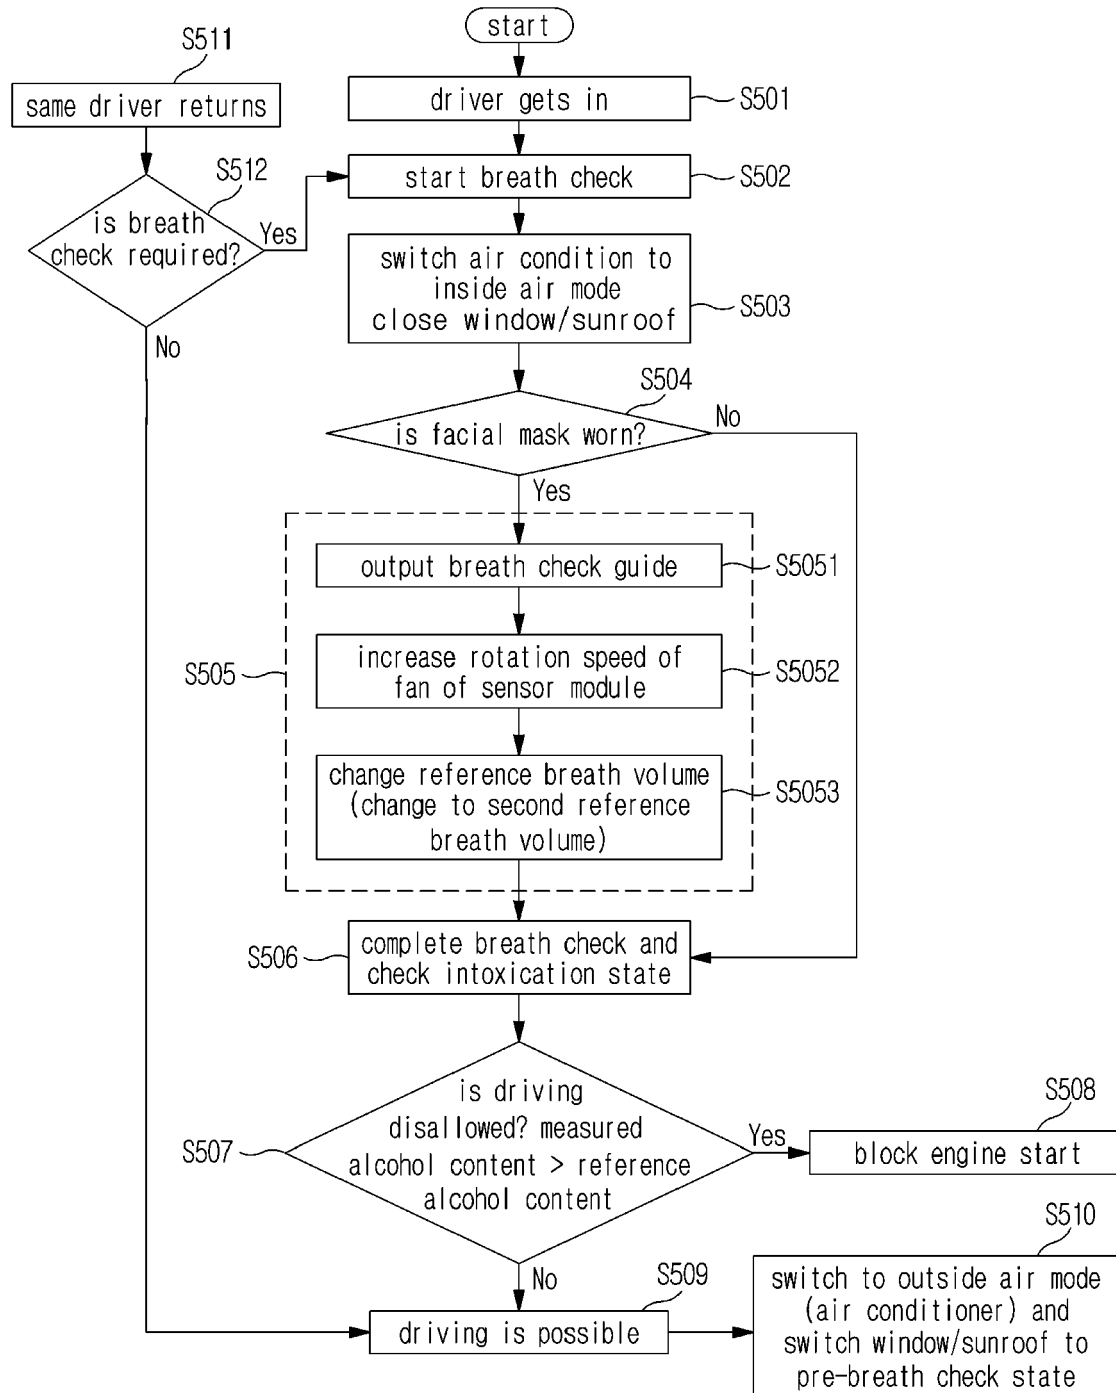 start
S511
same driver returns
driver gets in
S501
S512
is breath
check required?
Yes
No
start breath check
S502
switch air condition to
inside air mode
close window/sunroof
S503
S504
is facial mask worn?
No
Yes
output breath check guide
S5051
S505
increase rotation speed of
fan of sensor module
S5052
change reference breath volume
(change to second reference
breath volume)
S5053
S506
complete breath check and
check intoxication state
S507
is driving
disallowed? measured
alcohol content > reference
alcohol content
Yes
S508
block engine start
No
S509
driving is possible
S510
switch to outside air mode
(air conditioner) and
switch window/sunroof to
pre-breath check state